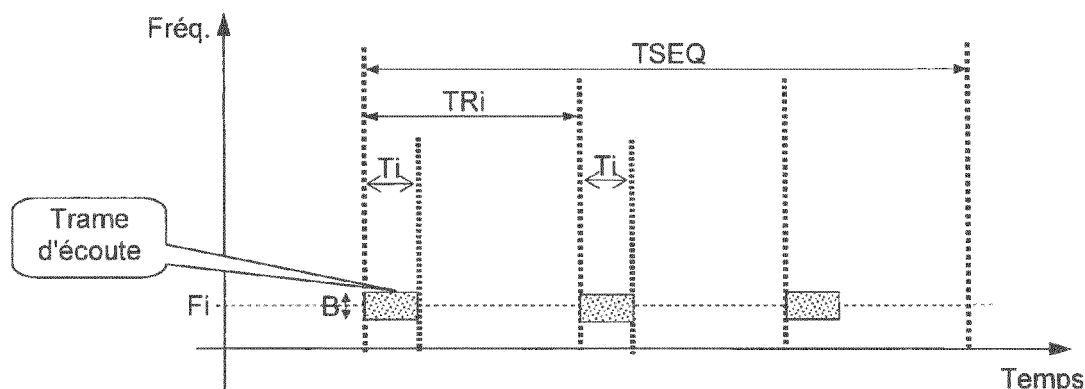 Fréq.
TSEQ
TRi
Ti
Ti
Trame
d'écoute
Fi
B
Temps